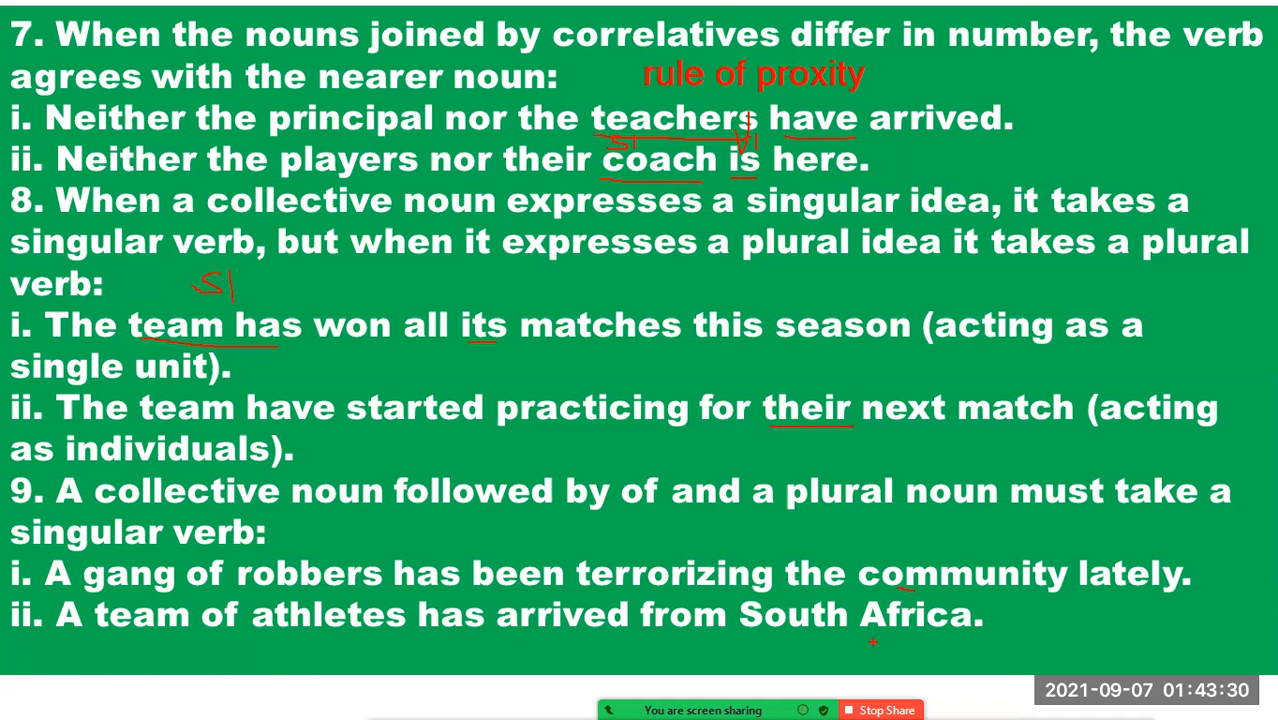 7. When the nouns joined by correlatives differ in number, the verb
agrees with the nearer noun: rule of proxity
i. Neither the principal nor the teachers have arrived.
ii. Neither the players nor their coach is here.
8. When a collective noun expresses a singular idea, it takes a
singular verb, but when it expresses a plural idea it takes a plural
verb:
i. The team has won all its matches this season (acting as a
single unit).
ii. The team have started practicing for their next match (acting
as individuals).
9. A collective noun followed by of and a plural noun must take a
singular verb:
i. A gang of robbers has been terrorizing the community lately.
ii. A team of athletes has arrived from South Africa.
2021-09-07 01:43:30
You are screen sharing Stop Share